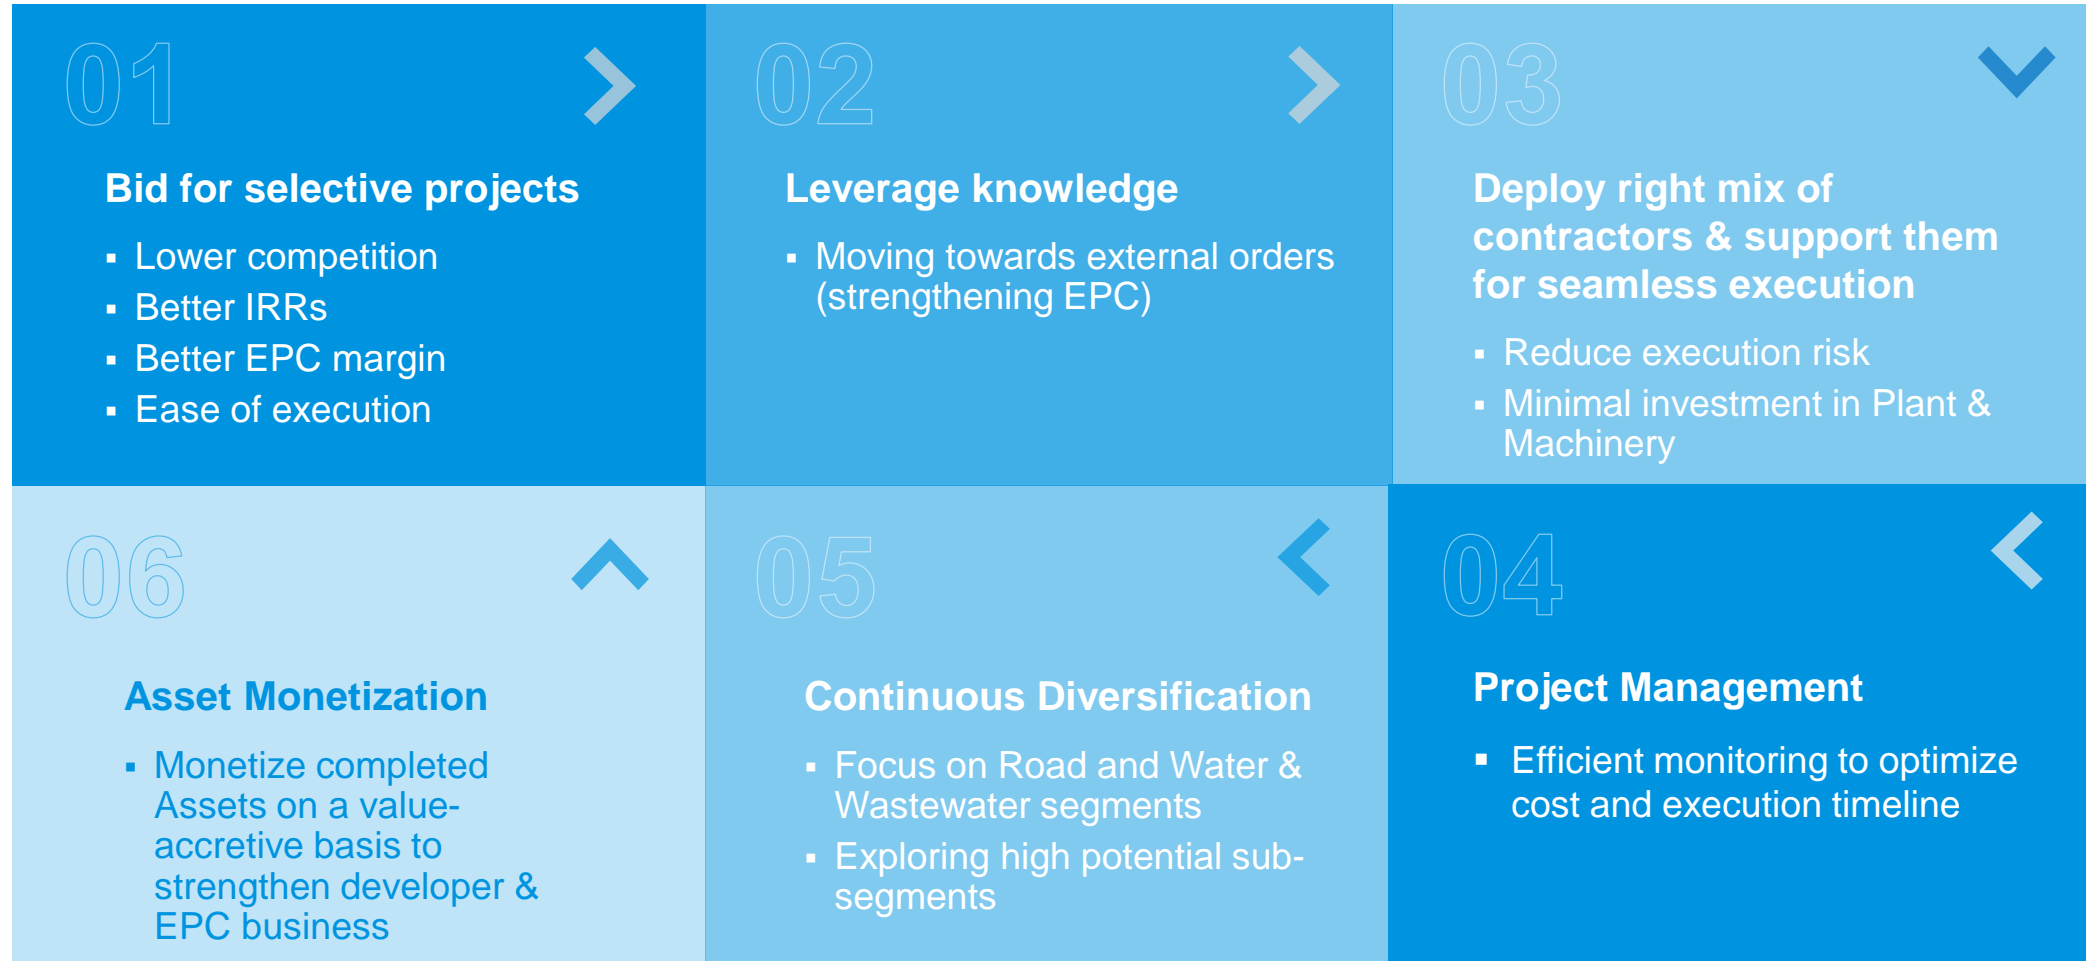 01
Bid for selective projects
▪ Lower competition
▪ Better IRRs
▪ Better EPC margin
▪ Ease of execution
02
Leverage knowledge
▪ Moving towards external orders
(strengthening EPC)
03
Deploy right mix of
contractors & support them
for seamless execution
▪ Reduce execution risk
▪ Minimal investment in Plant &
Machinery
04
Project Management
▪ Efficient monitoring to optimize
cost and execution timeline
05
Continuous Diversification
▪ Focus on Road and Water &
Wastewater segments
▪ Exploring high potential sub-
segments
06
Asset Monetization
▪ Monetize completed
Assets on a value-
accretive basis to
strengthen developer &
EPC business